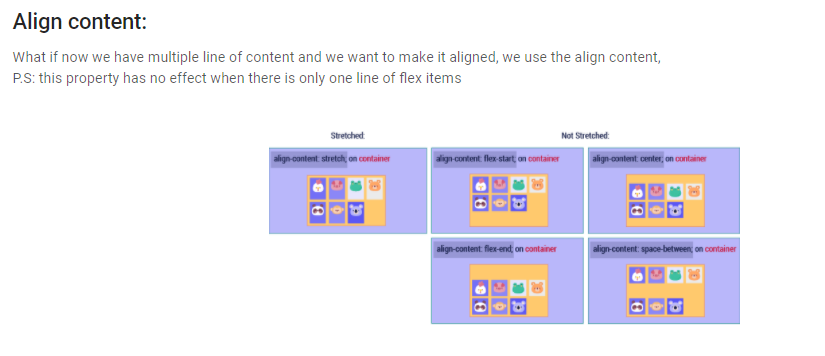 Align content:
What if now we have multiple line of content and we want to make it aligned, we use the align content,
P.S: this property has no effect when there is only one line of flex items
Stretched:
Not Stretched:
align-content: stretch; on container
align-content: flex-start; on container
align-content: center; on container
align-content: flex-end; on container
align-content: space-between; on container